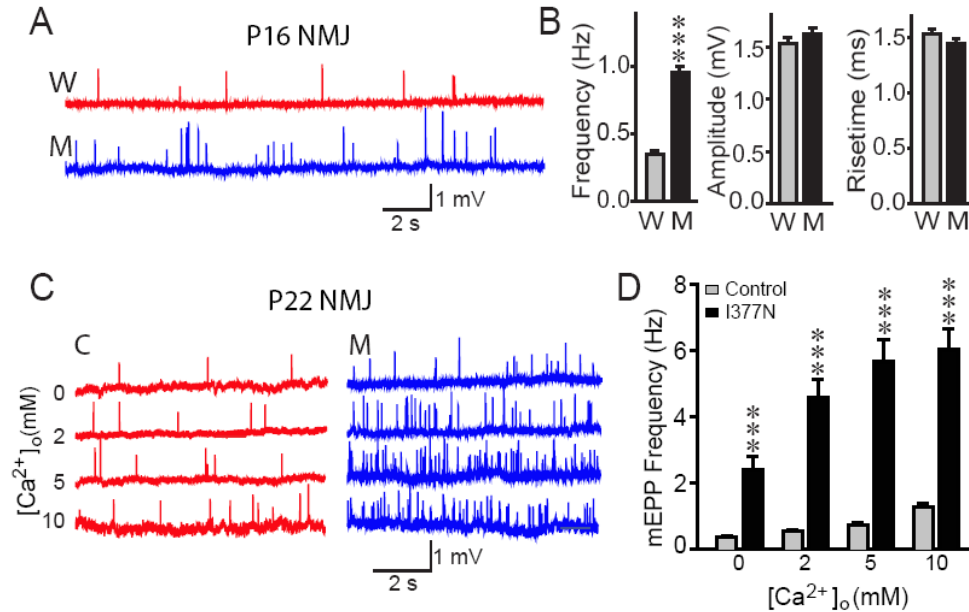 A
P16 NMJ
W
M
1 mV
2 s
B
Frequency (Hz)
1.0
0.5
0.0
***
W M
Amplitude (mV)
1.5
1.0
0.5
0.0
W M
Risetime (ms)
1.5
1.0
0.5
0.0
W M
C
P22 NMJ
C
M
[Ca2+]o(mM)
0
2
5
10
1 mV
2 s
D
Control
I377N
mEPP Frequency (Hz)
8
6
4
2
0
***
***
***
***
0 2 5 10
[Ca2+]o(mM)